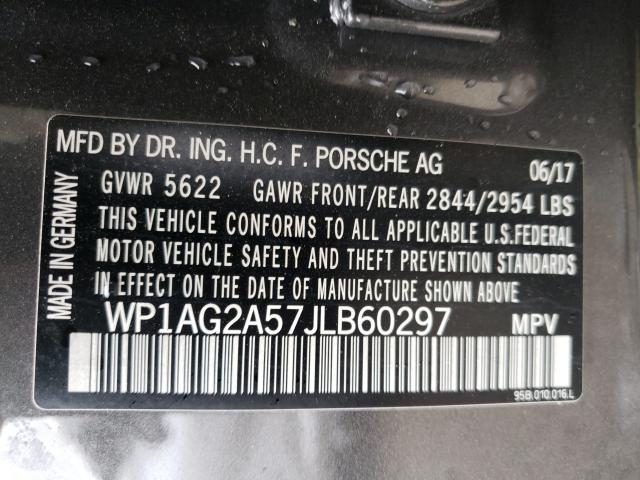 MFD BY DR. ING. H.C. F. PORSCHE AG 06/17
GVWR 5622 GAWR FRONT/REAR 2844/2954 LBS
THIS VEHICLE CONFORMS TO ALL APPLICABLE U.S.FEDERAL
MOTOR VEHICLE SAFETY AND THEFT PREVENTION STANDARDS
IN EFFECT ON THE DATE OF MANUFACTURE SHOWN ABOVE.
WP1AG2A57JLB60297 MPV
95B.010.016.L
MADE IN GERMANY